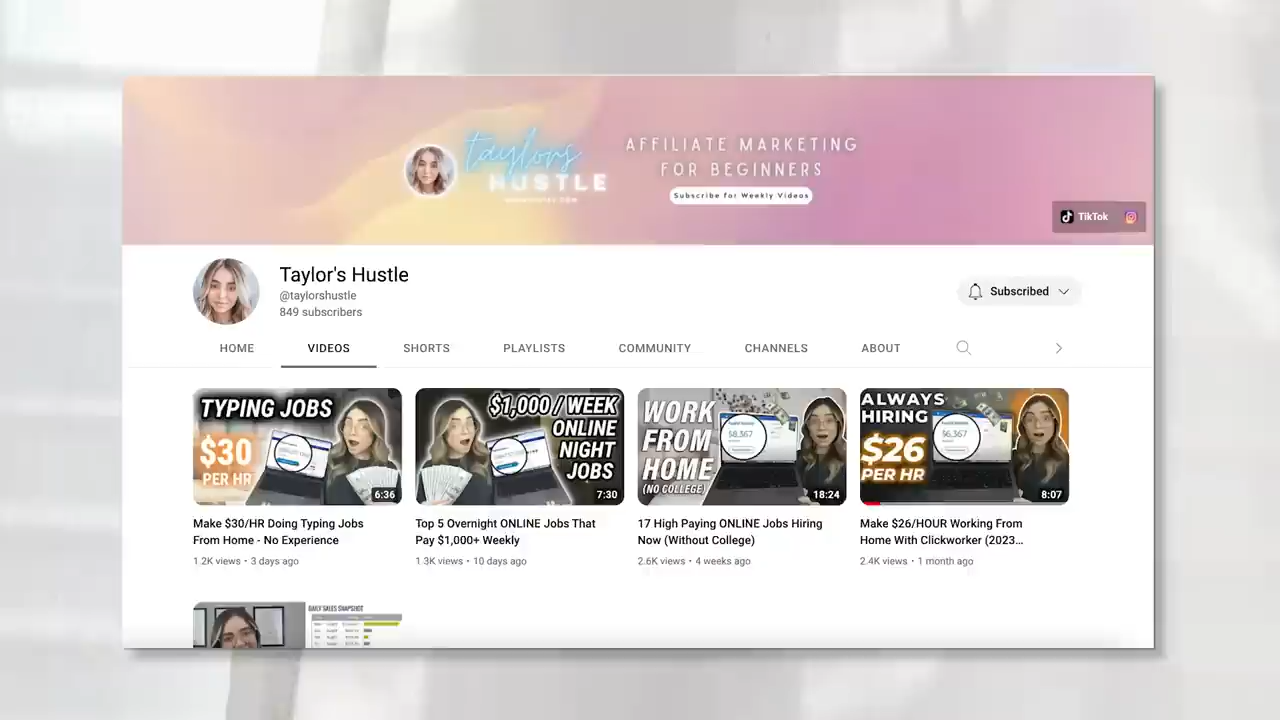 taylors
HUSTLE
AFFILIATE MARKETING
FOR BEGINNERS
Subscribe for Weekly Videos
TikTok
Taylor's Hustle
@taylorshustle
849 subscribers
Subscribed
HOME VIDEOS SHORTS PLAYLISTS COMMUNITY CHANNELS ABOUT
TYPING JOBS
$30
PER HR
6:36
$1,000/WEEK
ONLINE
NIGHT
JOBS
7:30
WORK
FROM
HOME
(NO COLLEGE)
$8,367
18:24
ALWAYS
HIRING
$26
PER HR
$6,367
8:07
Make $30/HR Doing Typing Jobs
From Home - No Experience
1.2K views • 3 days ago
Top 5 Overnight ONLINE Jobs That
Pay $1,000+ Weekly
1.3K views • 10 days ago
17 High Paying ONLINE Jobs Hiring
Now (Without College)
2.6K views • 4 weeks ago
Make $26/HOUR Working From
Home With Clickworker (2023...
2.4K views • 1 month ago
DAILY SALES SNAPSHOT